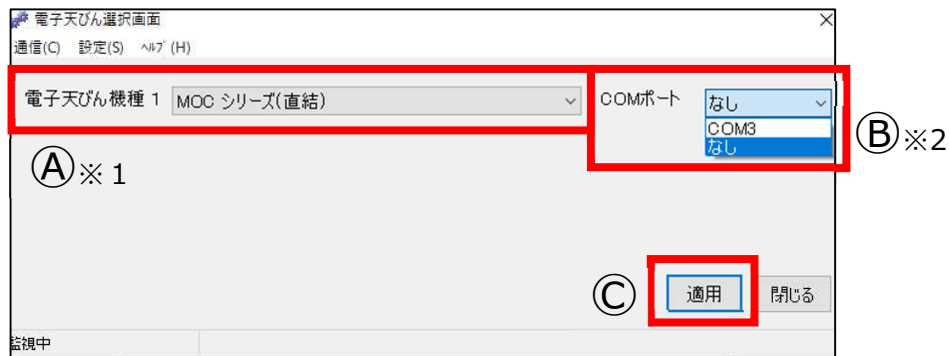 電子天びん選択画面
通信(C) 設定(S) ヘルプ(H)
電子天びん機種 1 MOC シリーズ(直結) COMポート なし
COM3
なし
Ⓐ※1
Ⓑ※2
Ⓒ 適用 閉じる
監視中